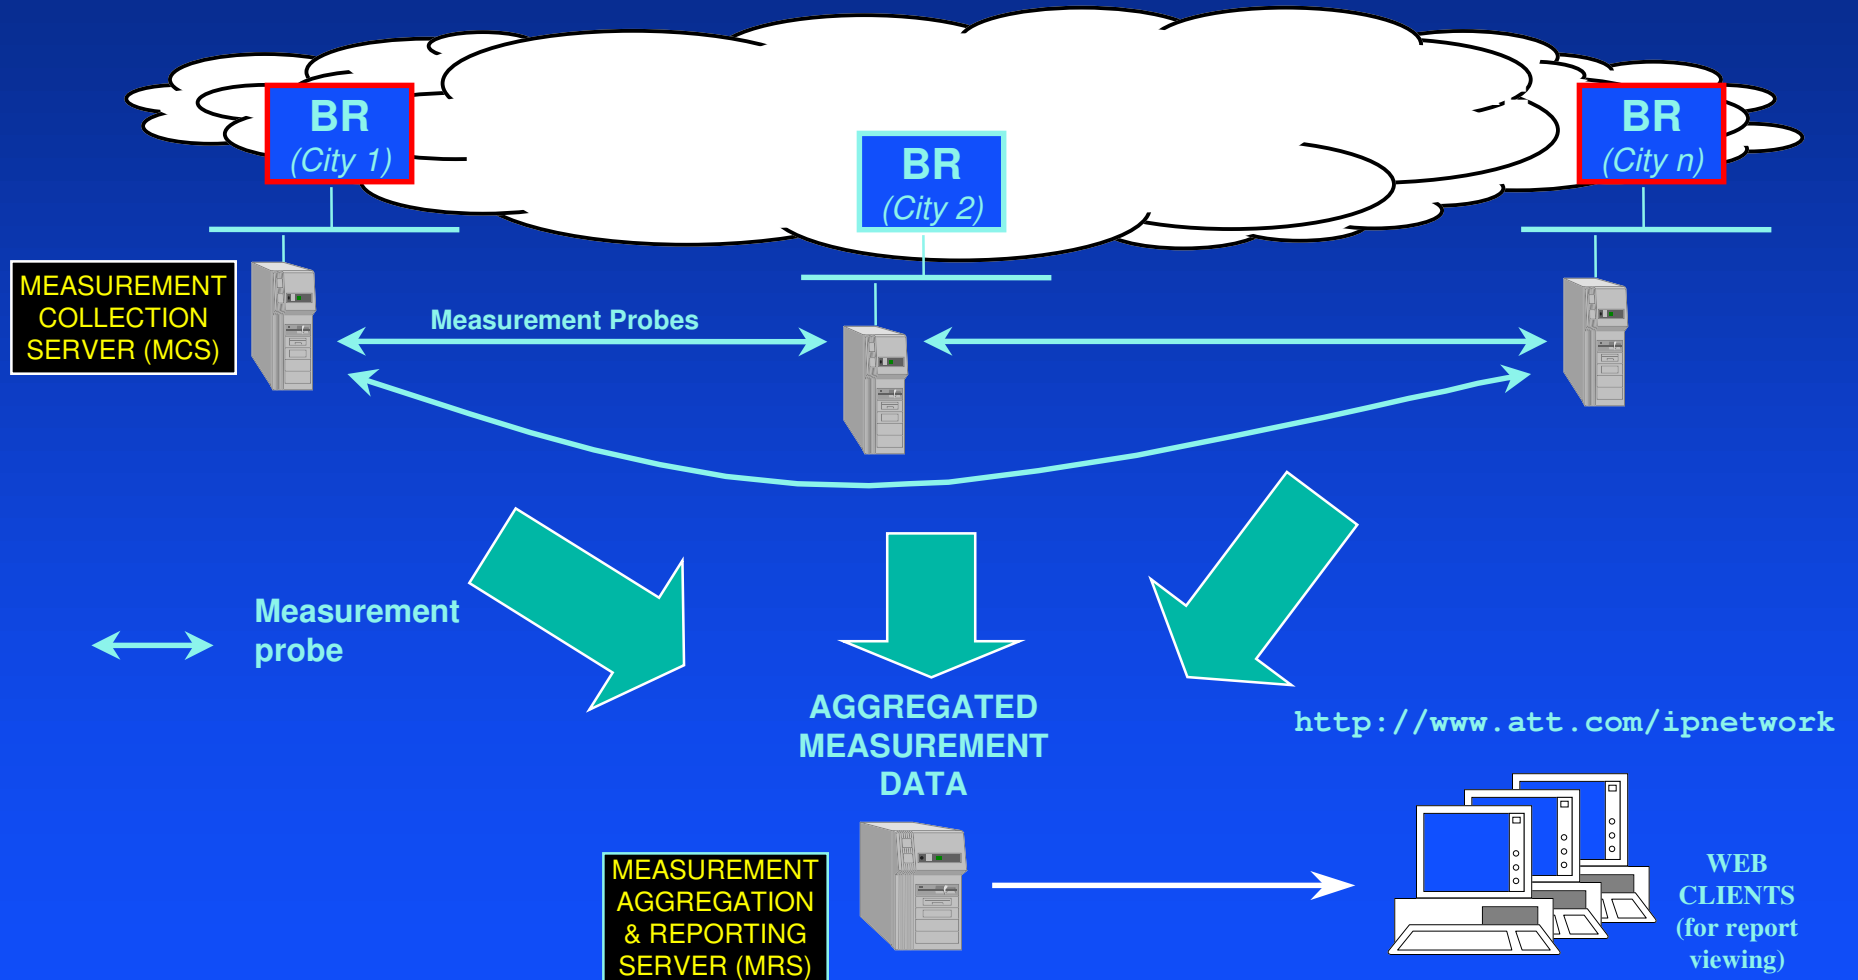 BR
(City 1)
BR
(City 2)
BR
(City n)
MEASUREMENT
COLLECTION
SERVER (MCS)
Measurement Probes
Measurement
probe
AGGREGATED
MEASUREMENT
DATA
http://www.att.com/ipnetwork
MEASUREMENT
AGGREGATION
& REPORTING
SERVER (MRS)
WEB
CLIENTS
(for report
viewing)